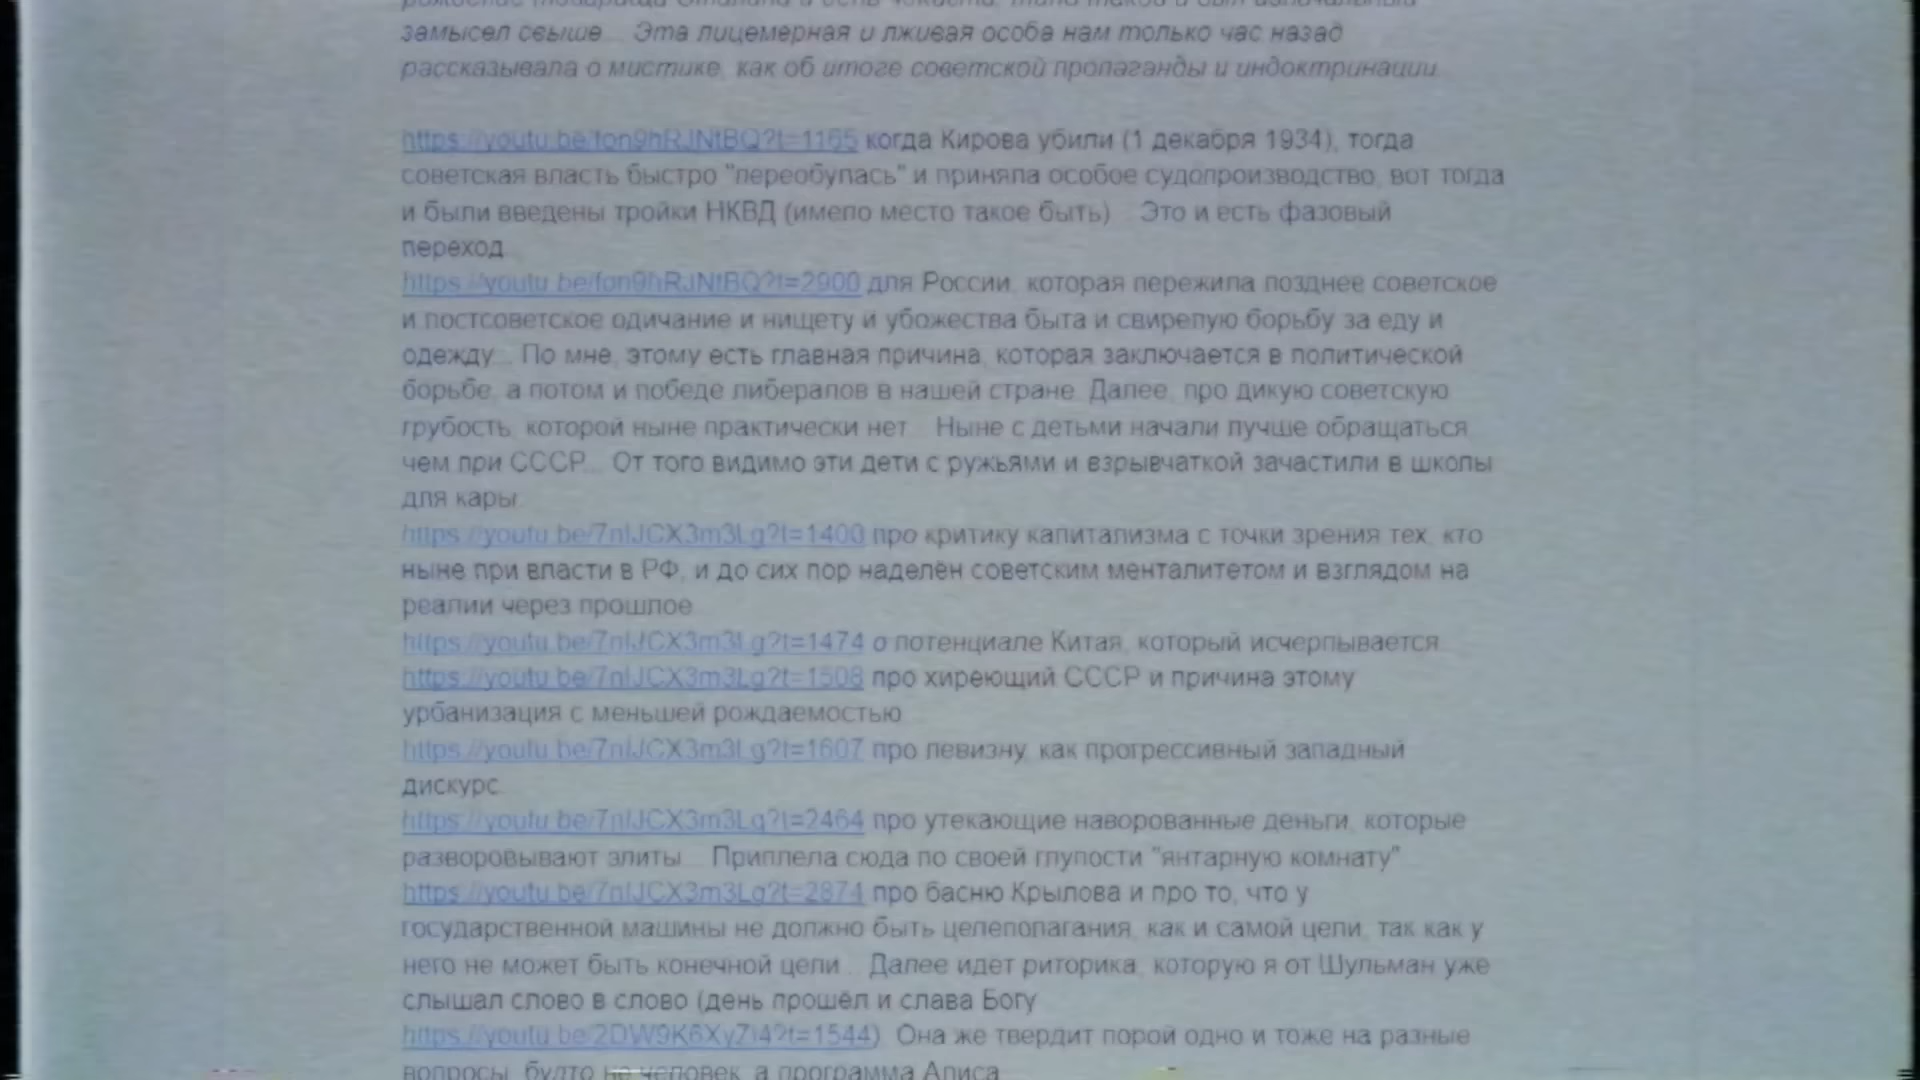 замысел свыше... Эта лицемерная и лживая особа нам только час назад
рассказывала о мистике, как об итоге советской пропаганды и индоктринации.
https://youtu.be/fon9hRJNtBQ?t=1165 когда Кирова убили (1 декабря 1934), тогда
советская власть быстро "переобулась" и приняла особое судопроизводство, вот тогда
и были введены тройки НКВД (имело место такое быть)... Это и есть фазовый
переход.
https://youtu.be/fon9hRJNtBQ?t=2900 для России, которая пережила позднее советское
и постсоветское одичание и нищету и убожества быта и свирепую борьбу за еду и
одежду... По мне, этому есть главная причина, которая заключается в политической
борьбе, а потом и победе либералов в нашей стране. Далее, про дикую советскую
грубость, которой ныне практически нет... Ныне с детьми начали лучше обращаться,
чем при СССР... От того видимо эти дети с ружьями и взрывчаткой зачастили в школы
для кары.
https://youtu.be/7nIJCX3m3Lg?t=1400 про критику капитализма с точки зрения тех, кто
ныне при власти в РФ, и до сих пор наделён советским менталитетом и взглядом на
реалии через прошлое.
https://youtu.be/7nIJCX3m3Lg?t=1474 о потенциале Китая, который исчерпывается.
https://youtu.be/7nIJCX3m3Lg?t=1508 про хиреющий СССР и причина этому
урбанизация с меньшей рождаемостью.
https://youtu.be/7nIJCX3m3Lg?t=1607 про левизну, как прогрессивный западный
дискурс.
https://youtu.be/7nIJCX3m3Lg?t=2464 про утекающие наворованные деньги, которые
разворовывают элиты... Приплела сюда по своей глупости "янтарную комнату".
https://youtu.be/7nIJCX3m3Lg?t=2874 про басню Крылова и про то, что у
государственной машины не должно быть целеполагания, как и самой цели, так как у
него не может быть конечной цели... Далее идет риторика, которую я от Шульман уже
слышал слово в слово (день прошёл и слава Богу
https://youtu.be/2DW9K6XyZi4?t=1544). Она же твердит порой одно и тоже на разные
вопросы, будто не человек, а программа Алиса.